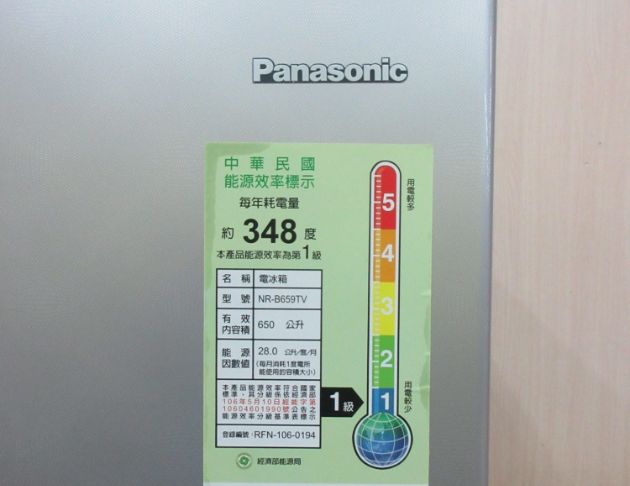 Panasonic
中華民國
能源效率標示
每年耗電量
約 348 度
本產品能源效率為第1級
名稱 電冰箱
型號 NR-B659TV
有效內容積 650 公升
能源因數值 28.0 公升/度/月
(每月消耗1度電所
能使用的容積大小)
本產品能源效率符合國家
標準，其分級係依經濟部
106年5月10日經能字第
10604601990號公告之
能源效率分級基準表標示
登錄編號：RFN-106-0194
經濟部能源局
用電較多
5
4
3
2
1
用電較少
1級